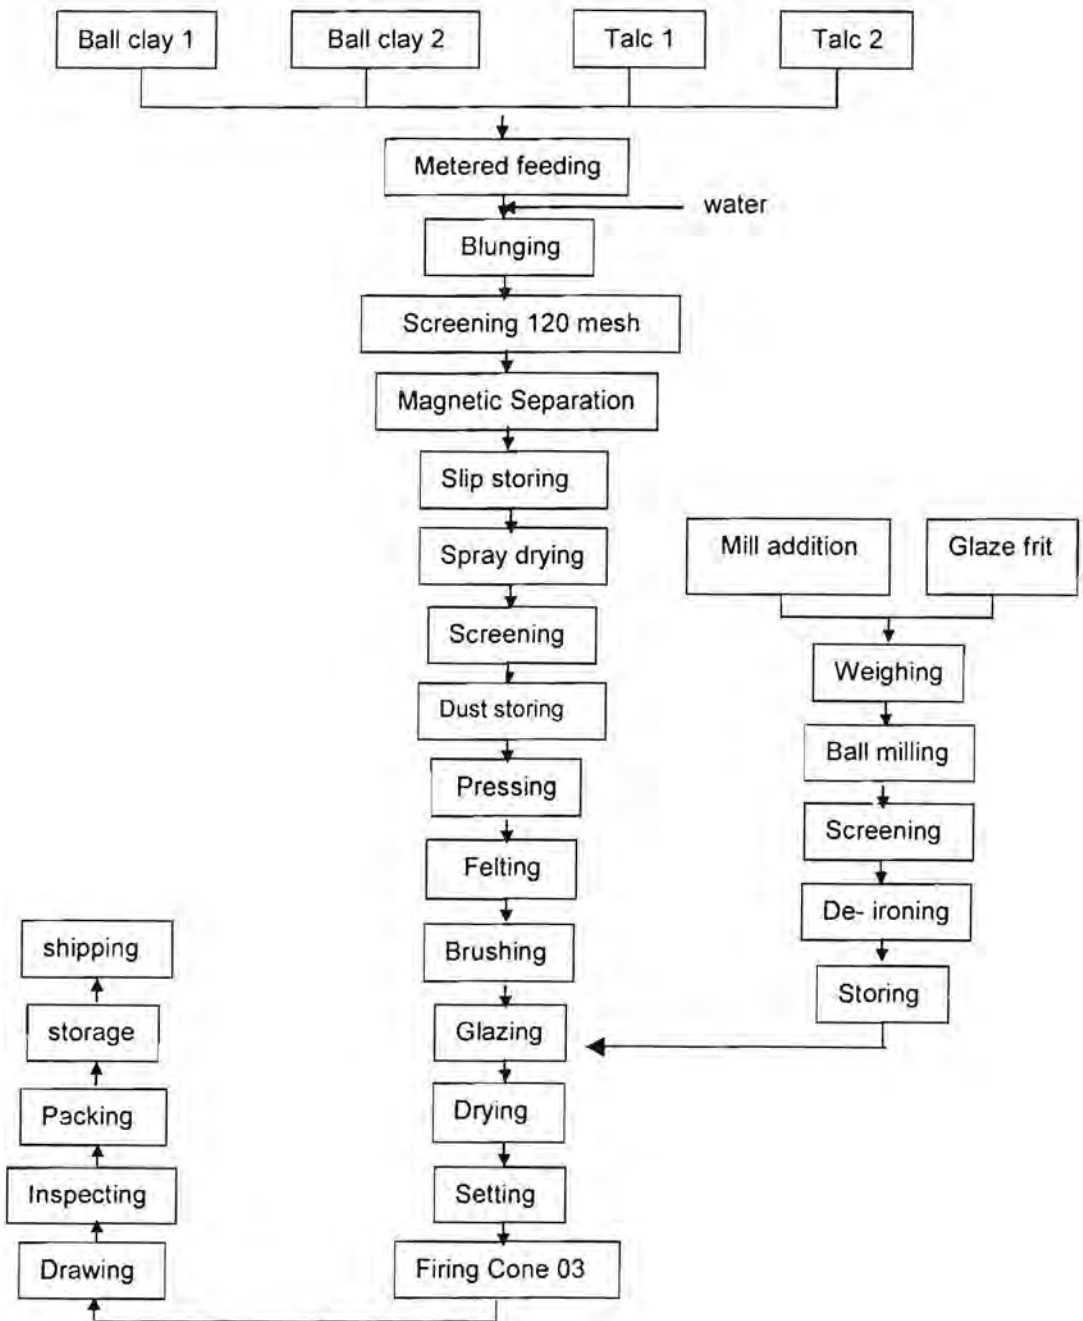 Ball clay 1
Ball clay 2
Talc 1
Talc 2
Metered feeding
water
Blunging
Screening 120 mesh
Magnetic Separation
Slip storing
Spray drying
Screening
Dust storing
Pressing
Felting
Brushing
Glazing
Drying
Setting
Firing Cone 03
Mill addition
Glaze frit
Weighing
Ball milling
Screening
De- ironing
Storing
shipping
storage
Packing
Inspecting
Drawing